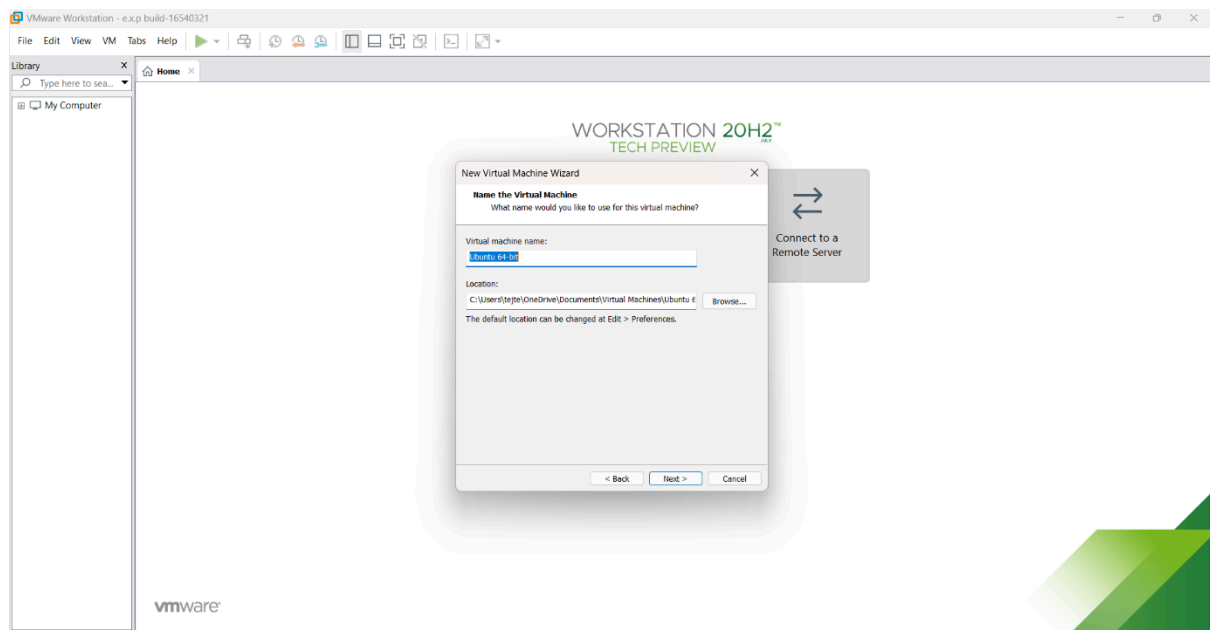 VMware Workstation - e.x.p build-16540321
File Edit View VM Tabs Help
Library X
Home
Type here to sea...
My Computer
WORKSTATION 20H2™
JULY
TECH PREVIEW
New Virtual Machine Wizard
Name the Virtual Machine
What name would you like to use for this virtual machine?
Connect to a
Remote Server
Virtual machine name:
Ubuntu 64-bit
Location:
C:\Users\tejte\OneDrive\Documents\Virtual Machines\Ubuntu 6
Browse...
The default location can be changed at Edit > Preferences.
< Back Next > Cancel
vmware